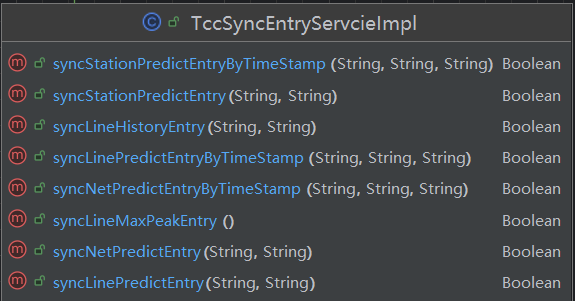 TccSyncEntryServcieImpl
syncStationPredictEntryByTimeStamp (String, String, String) Boolean
syncStationPredictEntry(String, String) Boolean
syncLineHistoryEntry(String, String) Boolean
syncLinePredictEntryByTimeStamp (String, String, String) Boolean
syncNetPredictEntryByTimeStamp (String, String, String) Boolean
syncLineMaxPeakEntry () Boolean
syncNetPredictEntry(String, String) Boolean
syncLinePredictEntry(String, String) Boolean